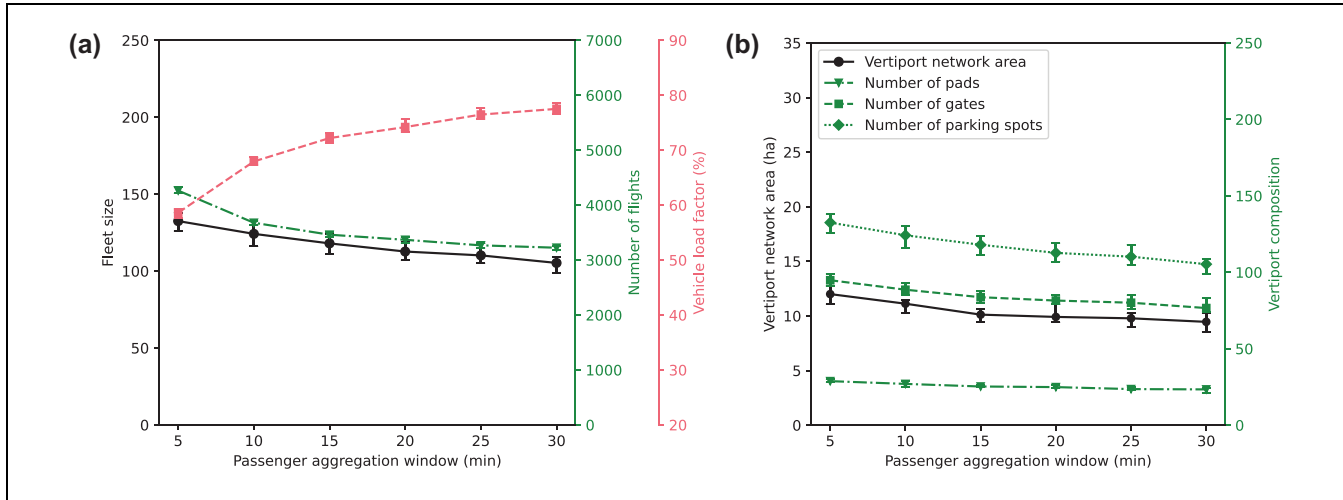 (a)
250
200
150
100
50
0
Fleet size
5 10 15 20 25 30
Passenger aggregation window (min)
7000
6000
5000
4000
3000
2000
1000
0
Number of flights
90
80
70
60
50
40
30
20
Vehicle load factor (%)
(b)
35
30
25
20
15
10
5
0
Vertiport network area (ha)
Vertiport network area
Number of pads
Number of gates
Number of parking spots
5 10 15 20 25 30
Passenger aggregation window (min)
250
200
150
100
50
0
Vertiport composition